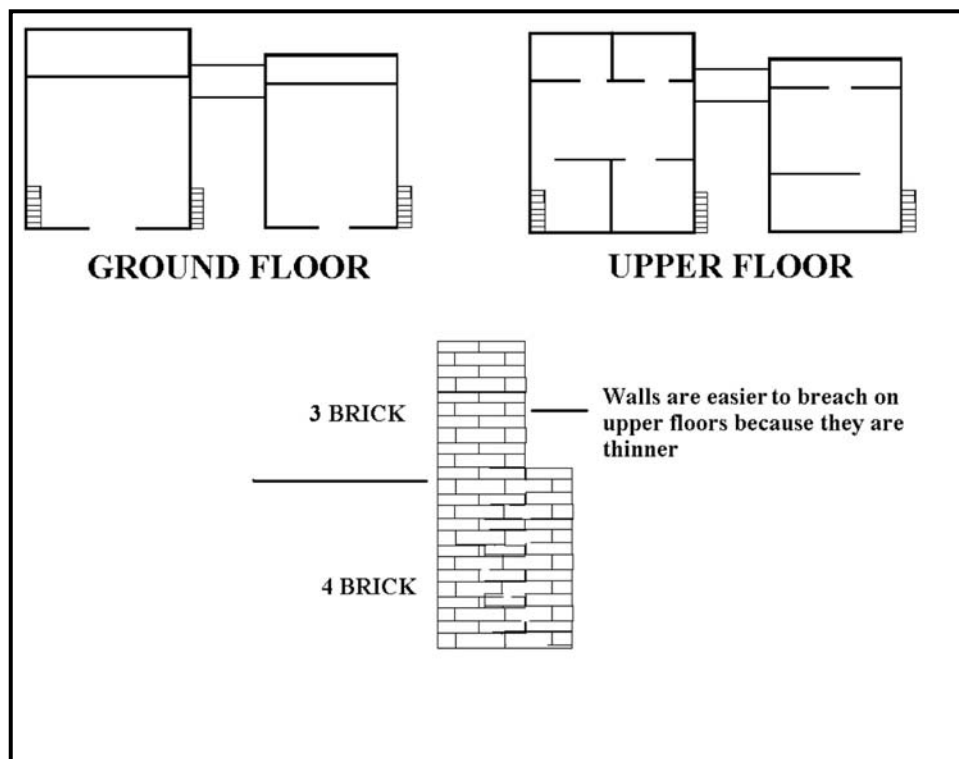 GROUND FLOOR
UPPER FLOOR
3 BRICK
Walls are easier to breach on
upper floors because they are
thinner
4 BRICK